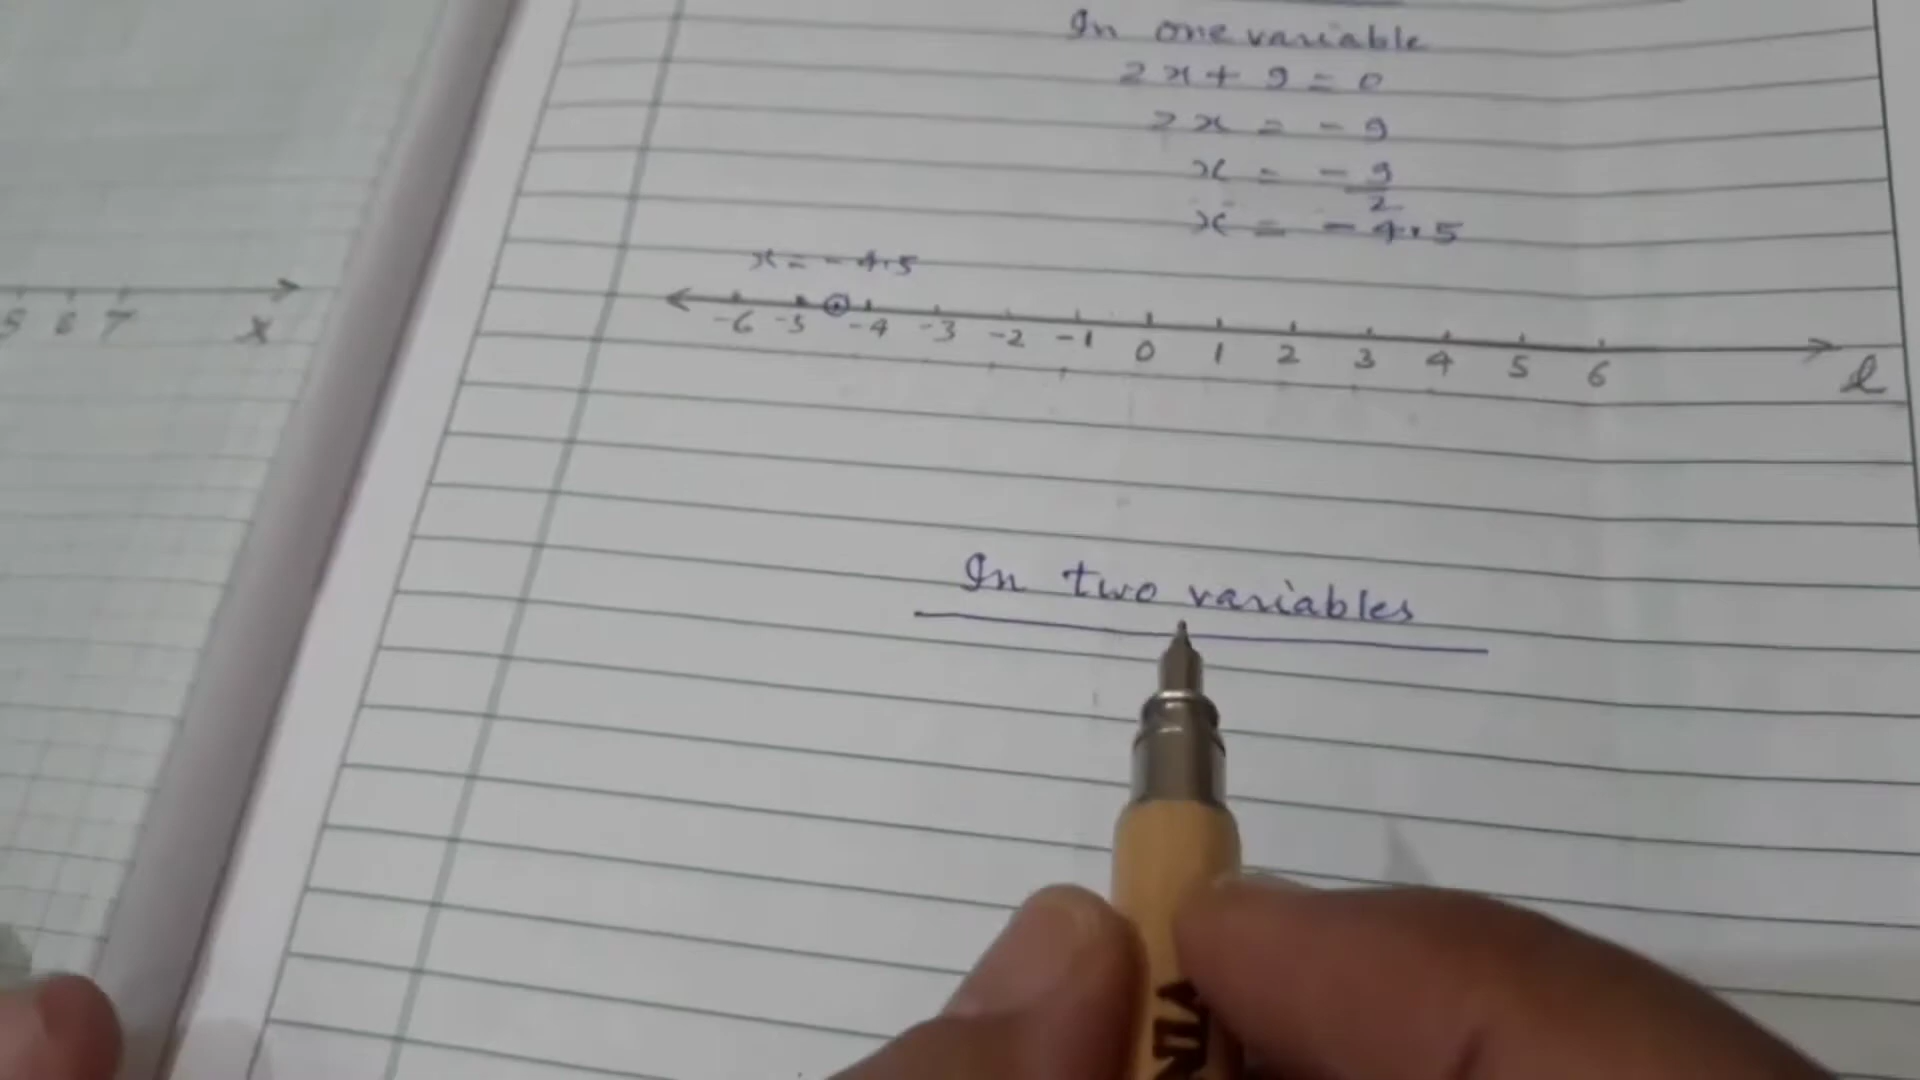 In one variable
2x + 9 = 0
2x = - 9
x = - 9/2
x = - 4.5
x = - 4.5
-6 -5 -4 -3 -2 -1 0 1 2 3 4 5 6 l
5 6 7 x
In two variables